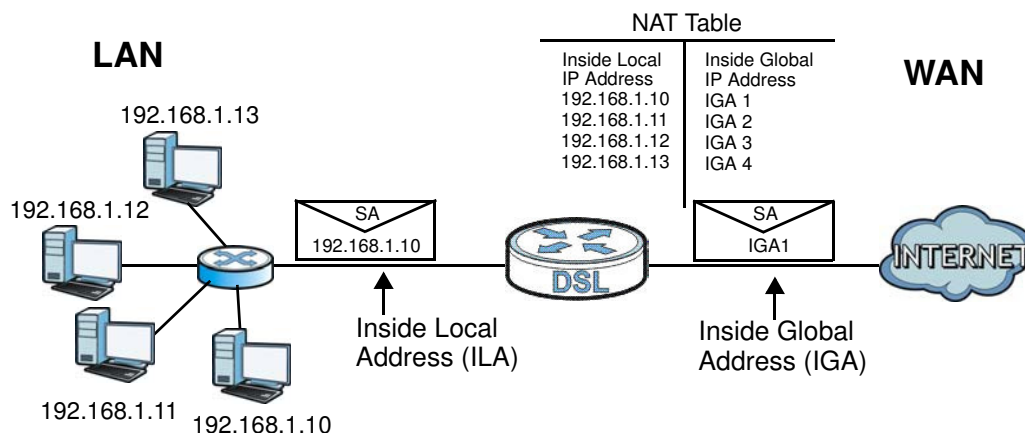 NAT Table
LAN
WAN
Inside Local
IP Address
192.168.1.10
192.168.1.11
192.168.1.12
192.168.1.13
Inside Global
IP Address
IGA 1
IGA 2
IGA 3
IGA 4
192.168.1.13
192.168.1.12
192.168.1.11
192.168.1.10
SA
192.168.1.10
DSL
SA
IGA1
INTERNET
Inside Local
Address (ILA)
Inside Global
Address (IGA)